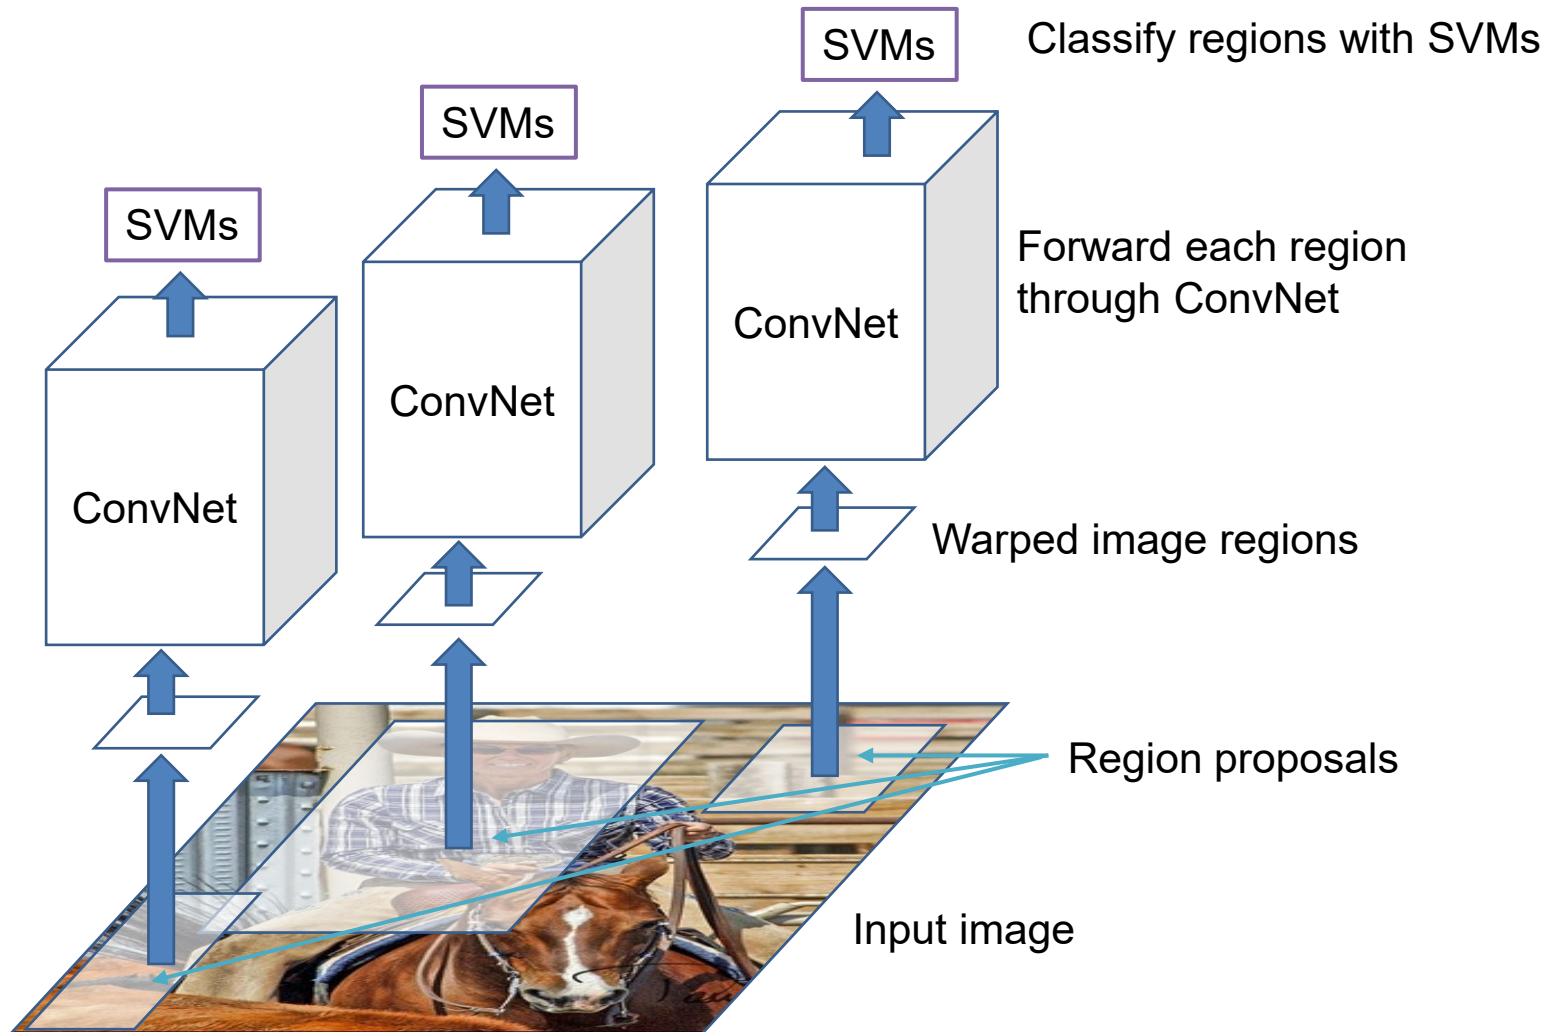 SVMs
Classify regions with SVMs
SVMs
SVMs
Forward each region
through ConvNet
ConvNet
ConvNet
ConvNet
Warped image regions
Region proposals
Input image